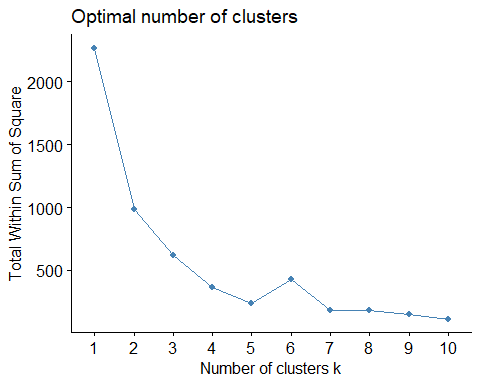 Optimal number of clusters
Total Within Sum of Square
2000
1500
1000
500
1 2 3 4 5 6 7 8 9 10
Number of clusters k